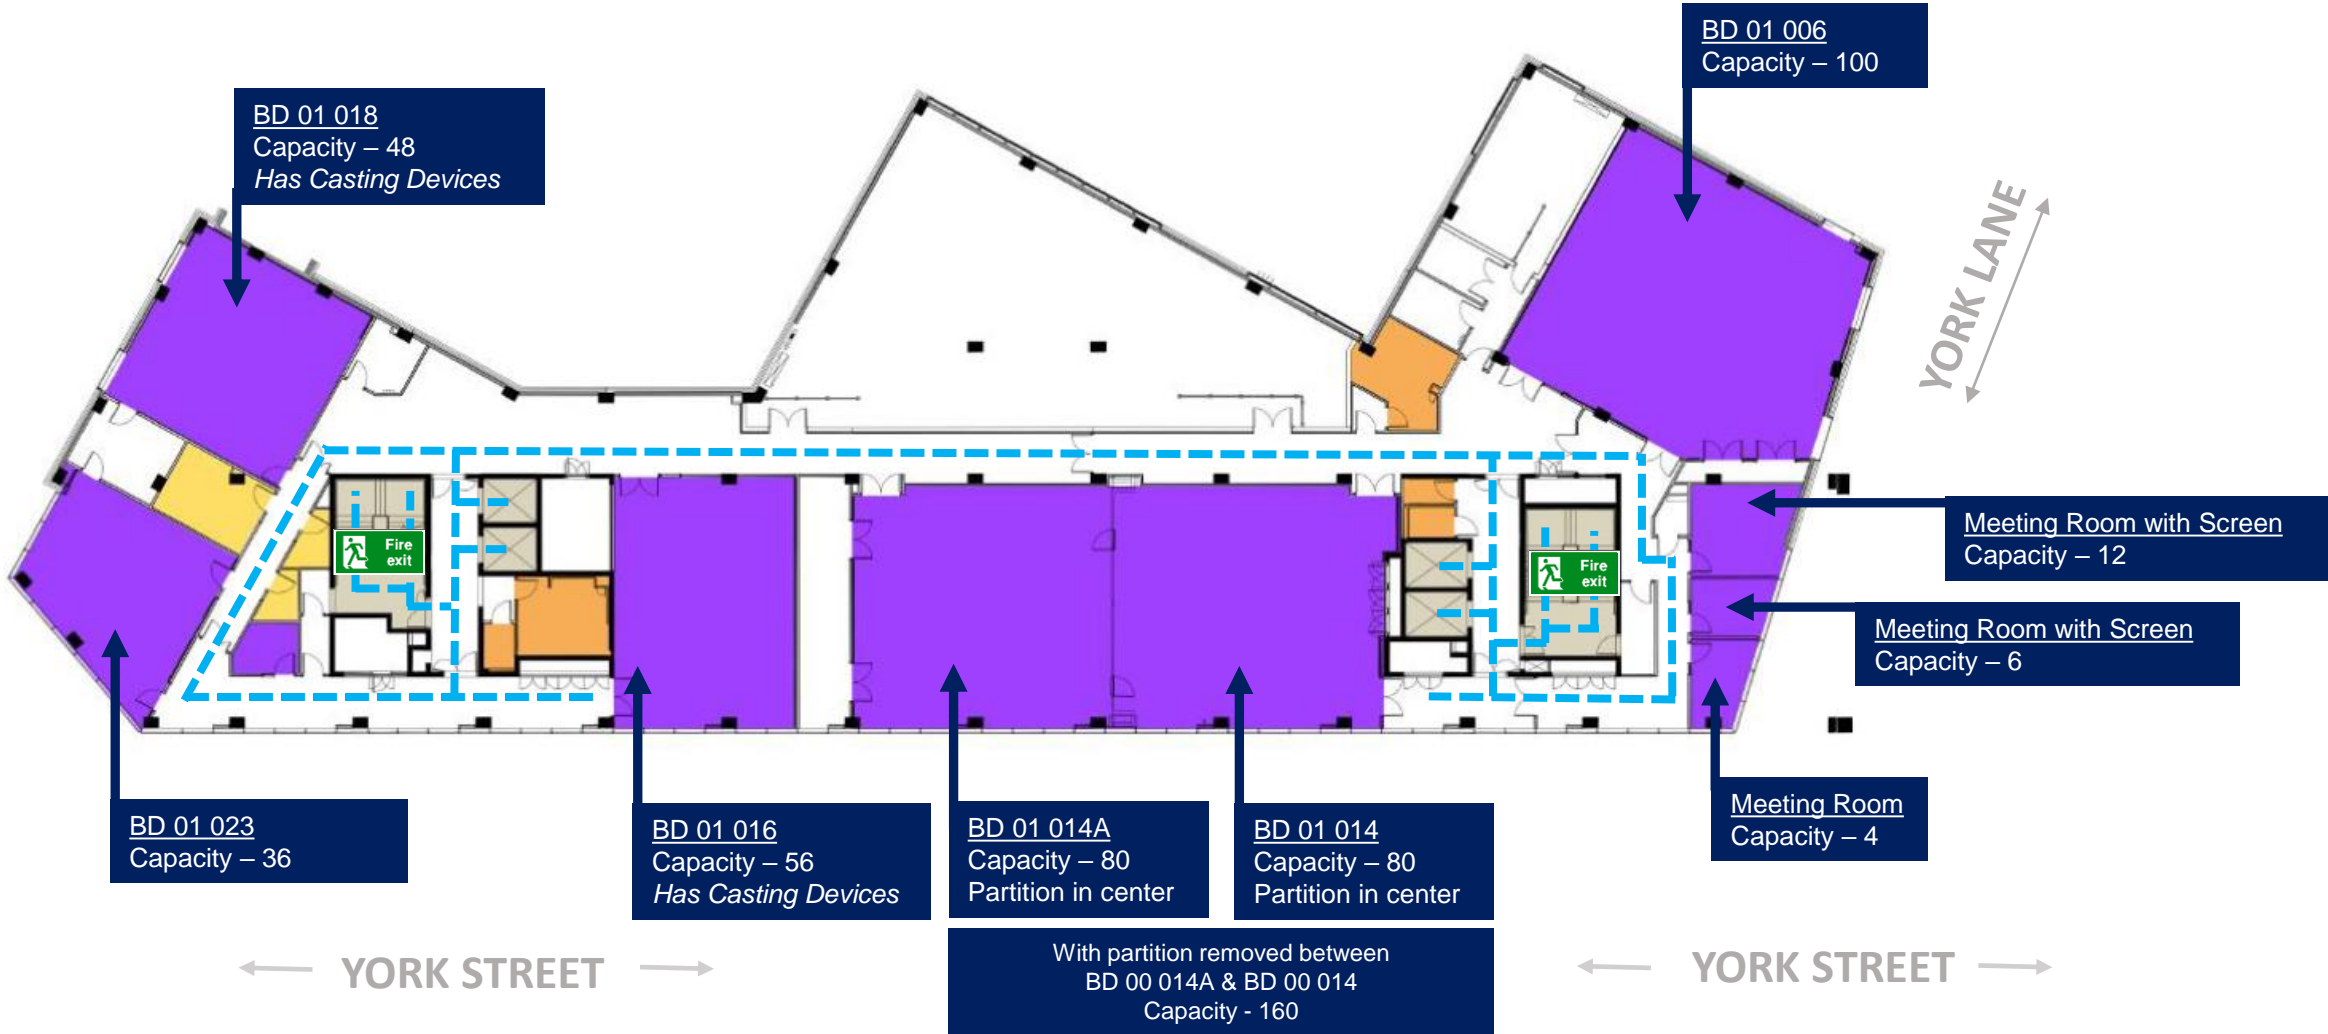 BD 01 006
Capacity – 100
BD 01 018
Capacity – 48
Has Casting Devices
YORK LANE
Fire
exit
Fire
exit
Meeting Room with Screen
Capacity – 12
Meeting Room with Screen
Capacity – 6
Meeting Room
Capacity – 4
BD 01 023
Capacity – 36
BD 01 016
Capacity – 56
Has Casting Devices
BD 01 014A
Capacity – 80
Partition in center
BD 01 014
Capacity – 80
Partition in center
With partition removed between
BD 00 014A & BD 00 014
Capacity - 160
YORK STREET
YORK STREET